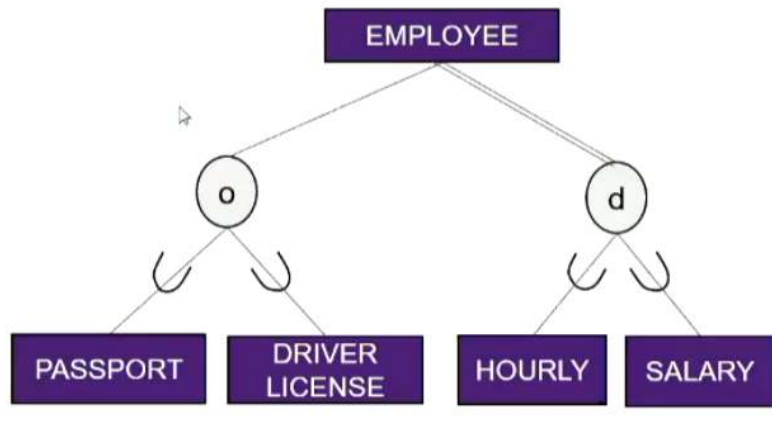 EMPLOYEE
o
d
PASSPORT
DRIVER
LICENSE
HOURLY
SALARY